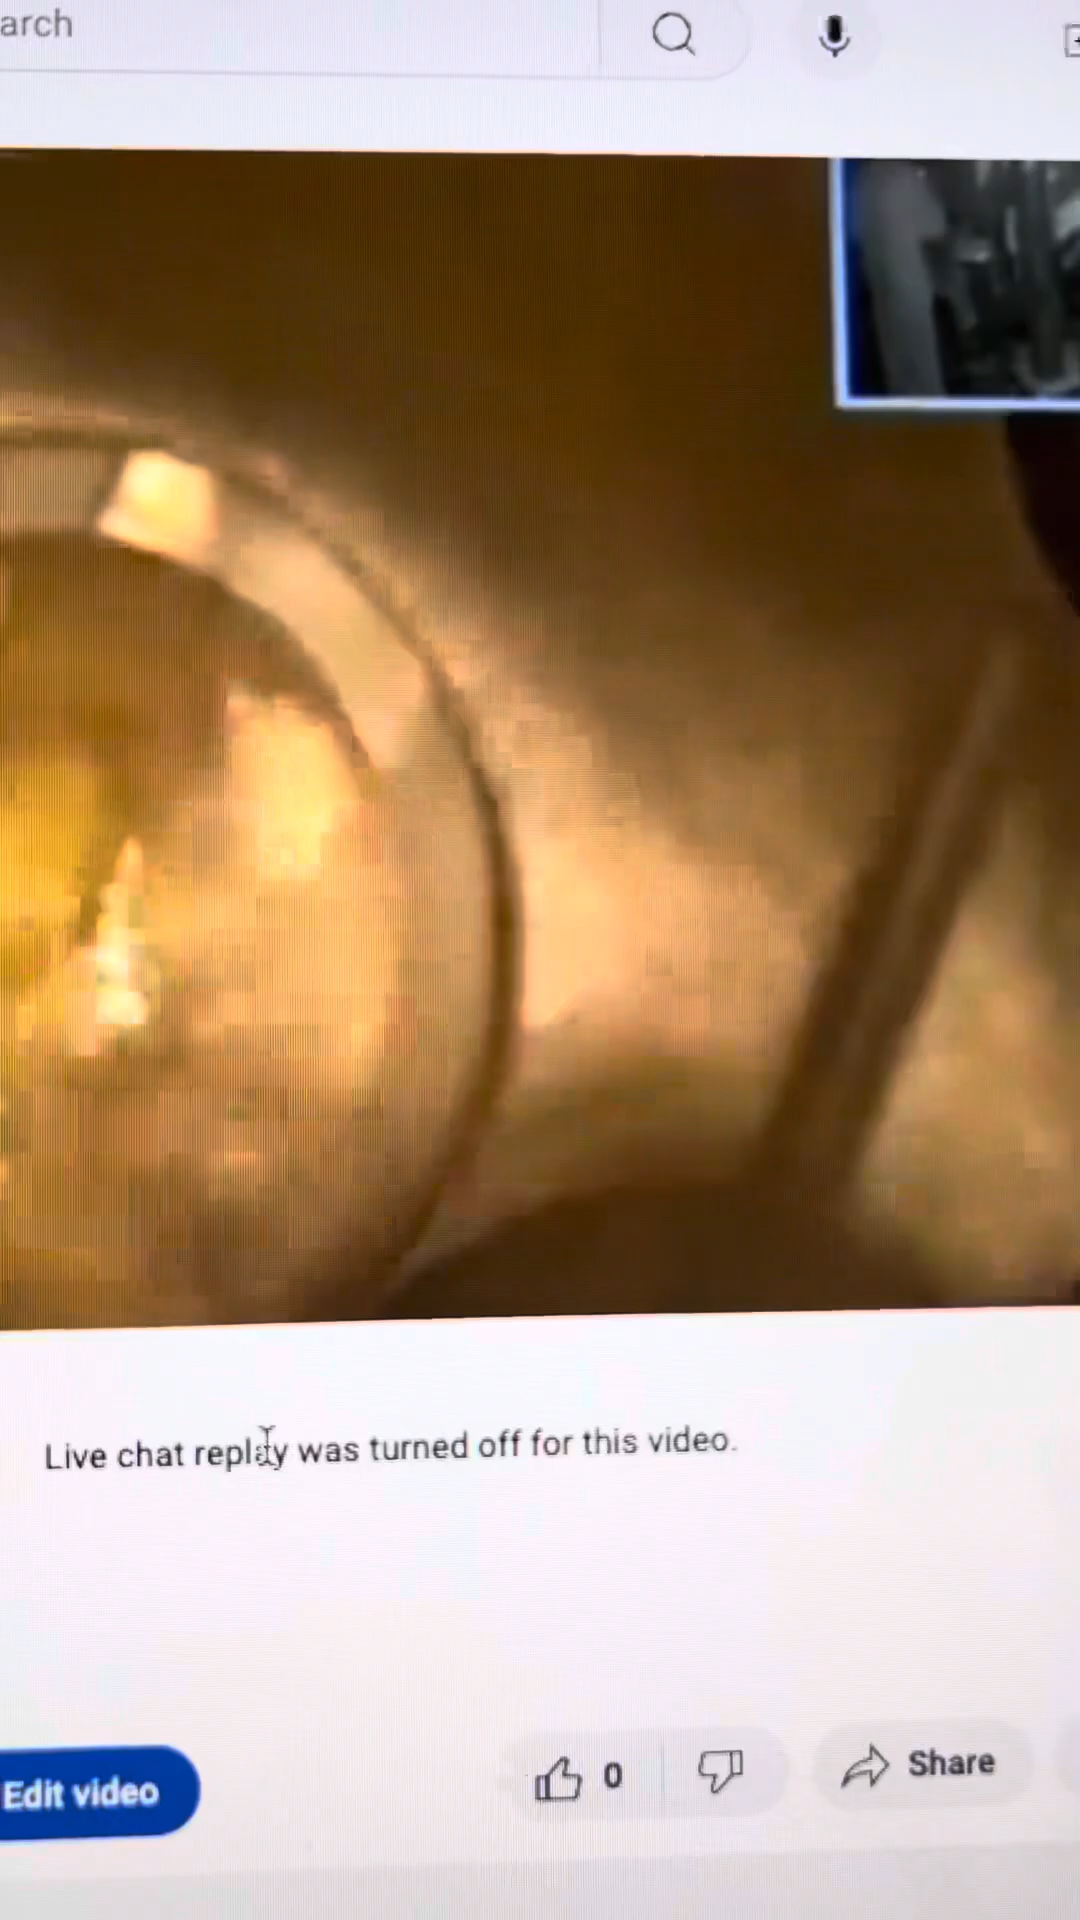 arch
Live chat replay was turned off for this video.
Edit video
0
Share